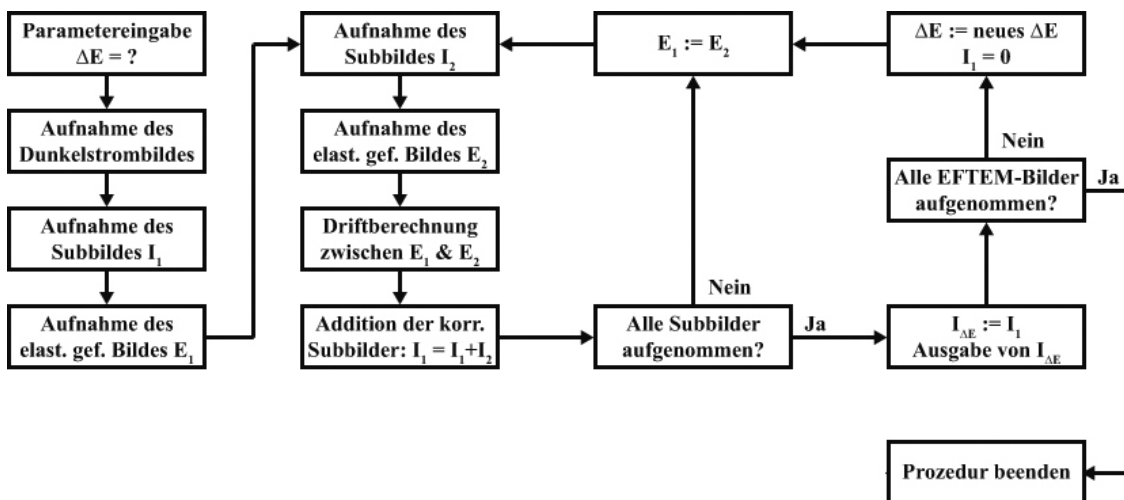 Parametereingabe
ΔE = ?
Aufnahme des
Dunkelstrombildes
Aufnahme des
Subbildes I₁
Aufnahme des
elast. gef. Bildes E₁
Aufnahme des
Subbildes I₂
Aufnahme des
elast. gef. Bildes E₂
Driftberechnung
zwischen E₁ & E₂
Addition der korr.
Subbilder: I₁ = I₁+I₂
Alle Subbilder
aufgenommen?
Nein
E₁ := E₂
Ja
I_ΔE := I₁
Ausgabe von I_ΔE
Alle EFTEM-Bilder
aufgenommen?
Nein
ΔE := neues ΔE
I₁ = 0
Ja
Prozedur beenden